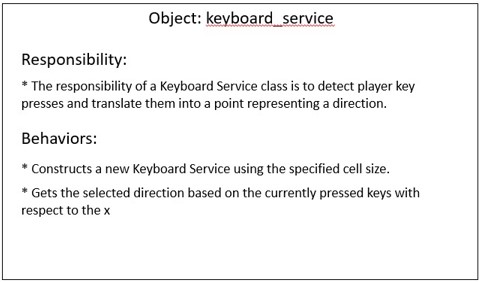 Object: keyboard_service
Responsibility:
* The responsibility of a Keyboard Service class is to detect player key
presses and translate them into a point representing a direction.
Behaviors:
* Constructs a new Keyboard Service using the specified cell size.
* Gets the selected direction based on the currently pressed keys with
respect to the x